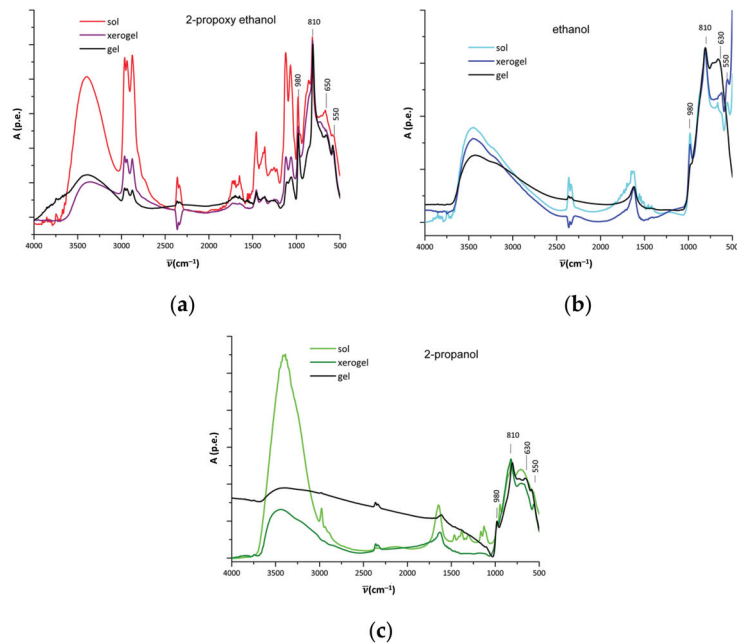 2-propoxy ethanol
sol
xerogel
gel
810
980
650
550
A (p.e.)
4000 3500 3000 2500 2000 1500 1000 500
ν̅(cm⁻¹)
(a)
ethanol
sol
xerogel
gel
810
630
550
980
A (p.e.)
4000 3500 3000 2500 2000 1500 1000 500
ν̅(cm⁻¹)
(b)
2-propanol
sol
xerogel
gel
810
630
550
980
A (p.e.)
4000 3500 3000 2500 2000 1500 1000 500
ν̅(cm⁻¹)
(c)